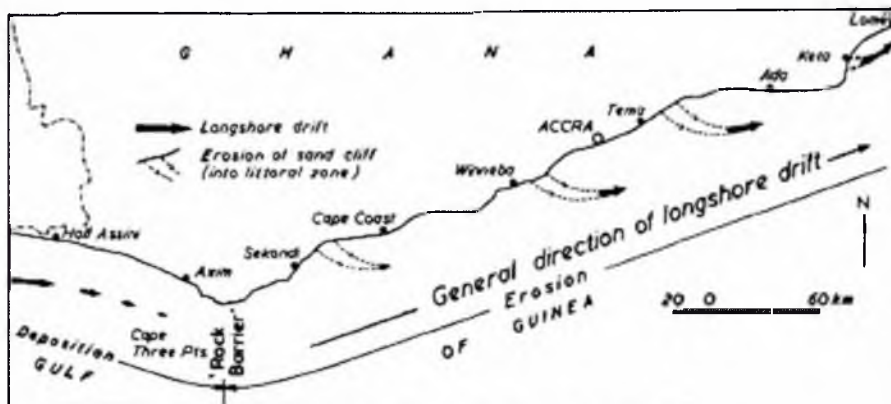 Lomé
Keta
G H A N A
Ada
Tema
Longshore drift
ACCRA
Erosion of sand cliff
(into littoral zone)
Winneba
Cape Coast
Half Assini
Sekondi
Axim
General direction of longshore drift
N
Erosion
OF GUINEA
20 0 60 km
Cape
Three Pts.
"Rock
Barrier"
Deposition
GULF